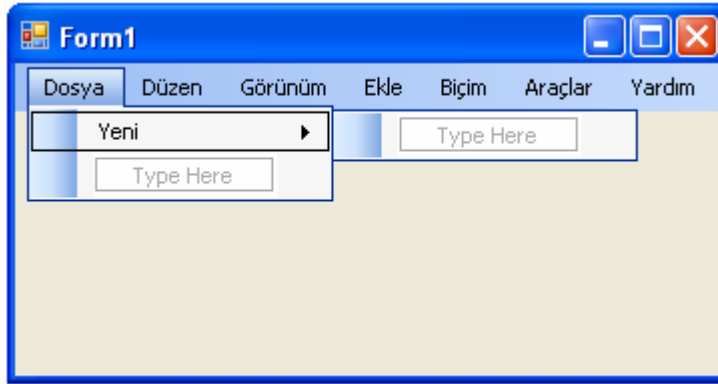 Form1
Dosya Düzen Görünüm Ekle Biçim Araçlar Yardım
Yeni Type Here
Type Here